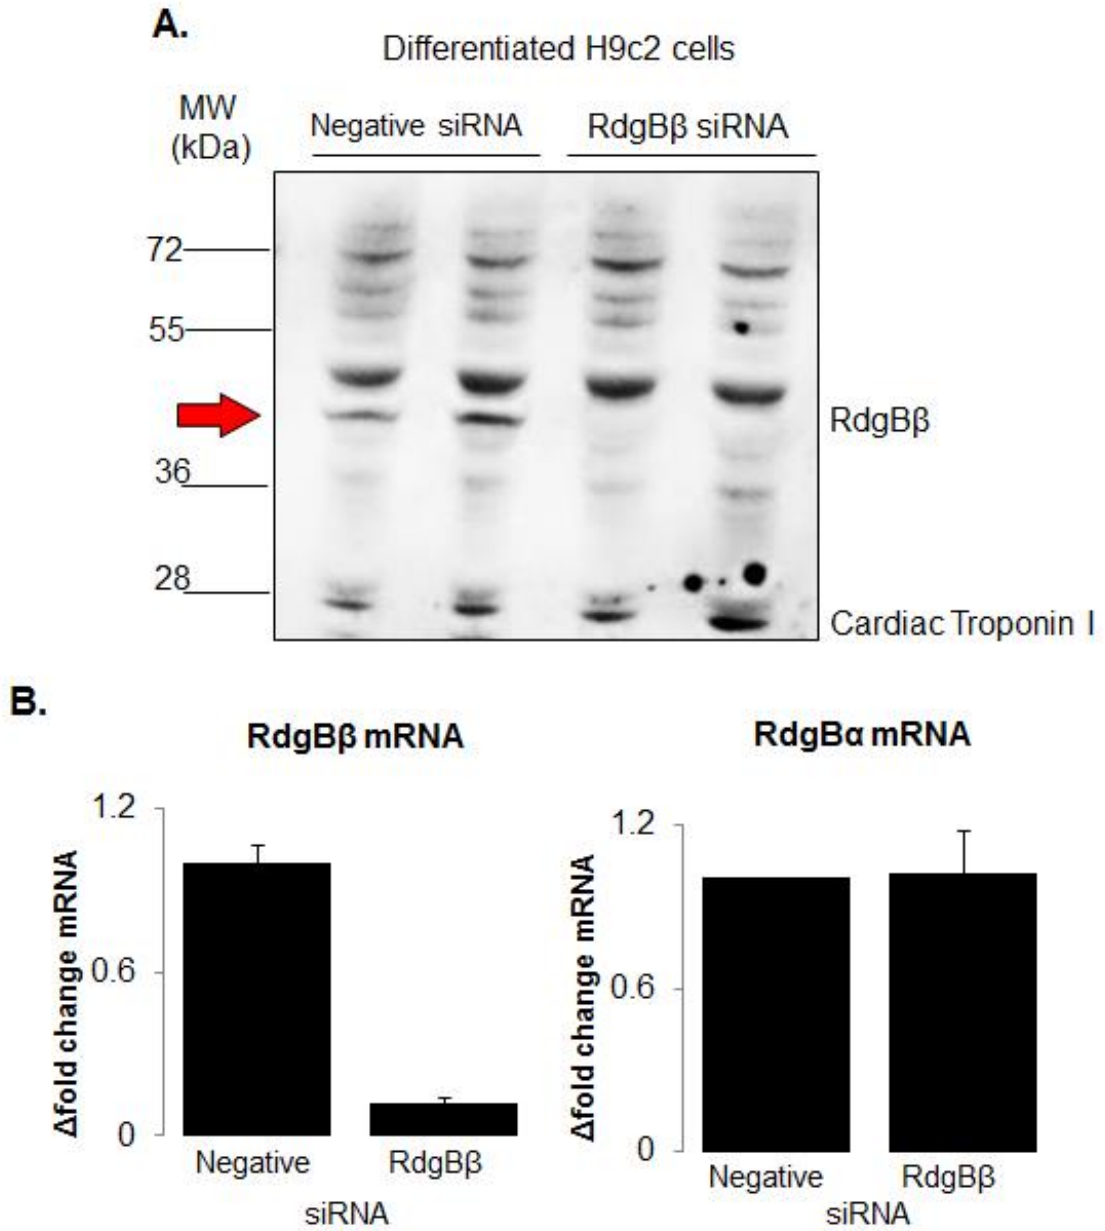 A.
Differentiated H9c2 cells
MW
(kDa)
Negative siRNA
RdgBβ siRNA
72
55
RdgBβ
36
28
Cardiac Troponin I
B.
RdgBβ mRNA
Δfold change mRNA
1.2
0.6
0
Negative
RdgBβ
siRNA
RdgBα mRNA
Δfold change mRNA
1.2
0.6
0
Negative
RdgBβ
siRNA